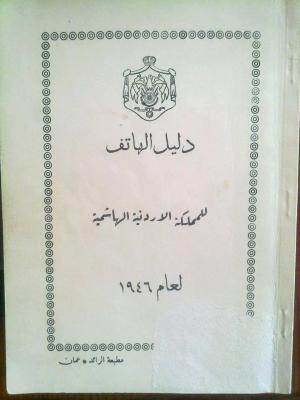 دليل الهاتف
للمملكة الاردنية الهاشمية
لعام ١٩٤٦
مطبعة الرائد * عمان